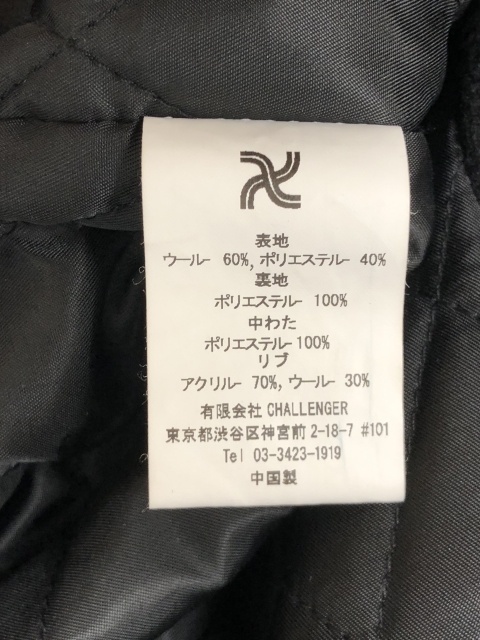 表地
ウール- 60%, ポリエステル- 40%
裏地
ポリエステル- 100%
中わた
ポリエステル-100%
リブ
アクリル- 70%, ウール- 30%
有限会社 CHALLENGER
東京都渋谷区神宮前 2-18-7 #101
Tel 03-3423-1919
中国製